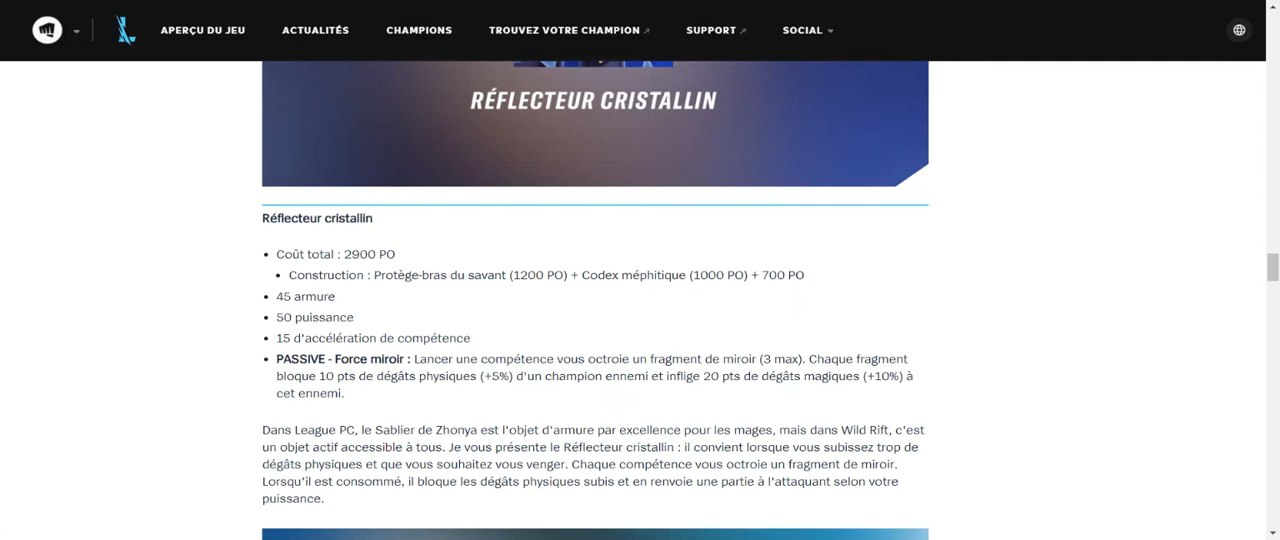 APERÇU DU JEU ACTUALITÉS CHAMPIONS TROUVEZ VOTRE CHAMPION SUPPORT SOCIAL
RÉFLECTEUR CRISTALLIN
Réflecteur cristallin
• Coût total : 2900 PO
• Construction : Protège-bras du savant (1200 PO) + Codex méphitique (1000 PO) + 700 PO
• 45 armure
• 50 puissance
• 15 d'accélération de compétence
• PASSIVE - Force miroir : Lancer une compétence vous octroie un fragment de miroir (3 max). Chaque fragment
bloque 10 pts de dégâts physiques (+5%) d'un champion ennemi et inflige 20 pts de dégâts magiques (+10%) à
cet ennemi.
Dans League PC, le Sablier de Zhonya est l'objet d'armure par excellence pour les mages, mais dans Wild Rift, c'est
un objet actif accessible à tous. Je vous présente le Réflecteur cristallin : il convient lorsque vous subissez trop de
dégâts physiques et que vous souhaitez vous venger. Chaque compétence vous octroie un fragment de miroir.
Lorsqu'il est consommé, il bloque les dégâts physiques subis et en renvoie une partie à l'attaquant selon votre
puissance.